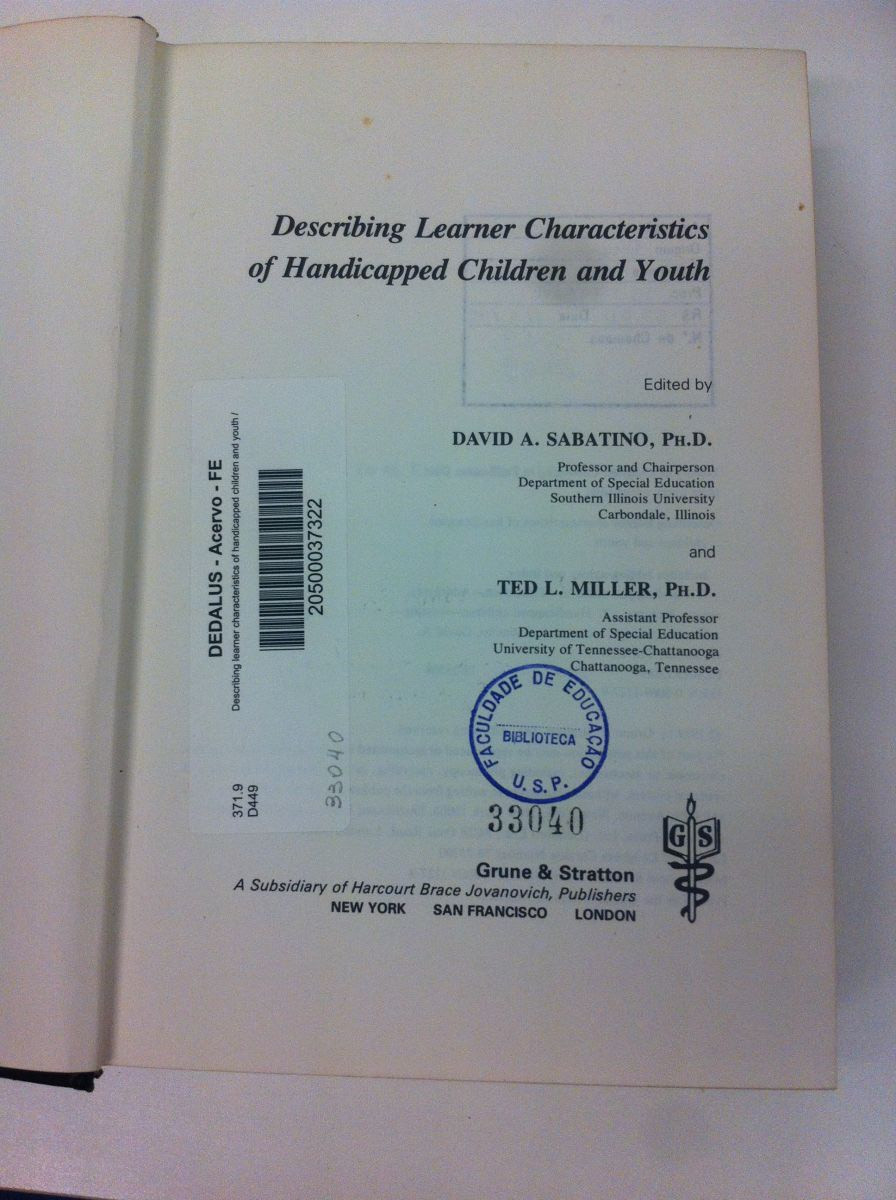 Describing Learner Characteristics
of Handicapped Children and Youth
Edited by
DAVID A. SABATINO, PH.D.
Professor and Chairperson
Department of Special Education
Southern Illinois University
Carbondale, Illinois
and
TED L. MILLER, PH.D.
Assistant Professor
Department of Special Education
University of Tennessee-Chattanooga
Chattanooga, Tennessee
FACULDADE DE EDUCAÇÃO
BIBLIOTECA
U.S.P.
33040
G S
Grune & Stratton
A Subsidiary of Harcourt Brace Jovanovich, Publishers
NEW YORK SAN FRANCISCO LONDON
DEDALUS - Acervo - FE
Describing learner characteristics of handicapped children and youth /
20500037322
371.9
D449
33040